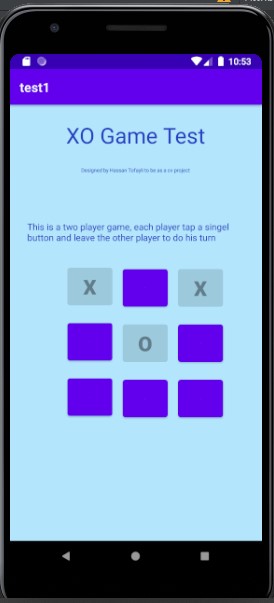 10:53
test1
XO Game Test
Designed by Hassan Tofayli to be as a cv project
This is a two player game, each player tap a singel
button and leave the other player to do his turn
X X
O